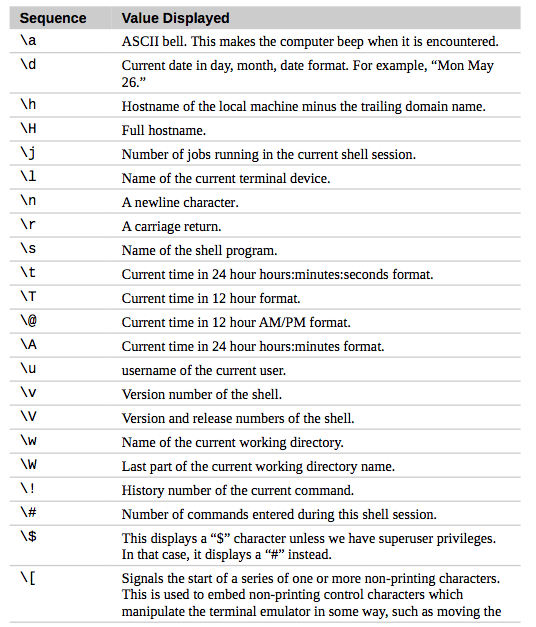 Sequence Value Displayed
\a ASCII bell. This makes the computer beep when it is encountered.
\d Current date in day, month, date format. For example, “Mon May
26.”
\h Hostname of the local machine minus the trailing domain name.
\H Full hostname.
\j Number of jobs running in the current shell session.
\l Name of the current terminal device.
\n A newline character.
\r A carriage return.
\s Name of the shell program.
\t Current time in 24 hour hours:minutes:seconds format.
\T Current time in 12 hour format.
\@ Current time in 12 hour AM/PM format.
\A Current time in 24 hour hours:minutes format.
\u username of the current user.
\v Version number of the shell.
\V Version and release numbers of the shell.
\w Name of the current working directory.
\W Last part of the current working directory name.
\! History number of the current command.
\# Number of commands entered during this shell session.
\$ This displays a “$” character unless we have superuser privileges.
In that case, it displays a “#” instead.
\[ Signals the start of a series of one or more non-printing characters.
This is used to embed non-printing control characters which
manipulate the terminal emulator in some way, such as moving the